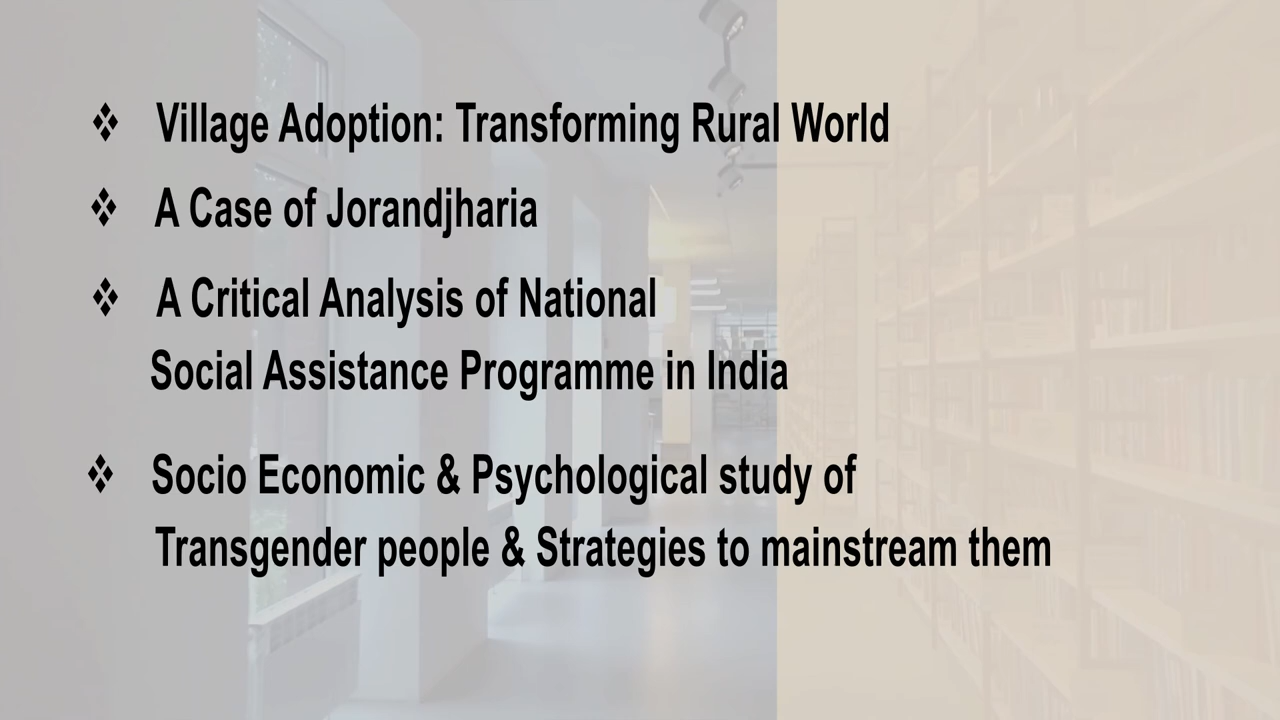 ❖ Village Adoption: Transforming Rural World
❖ A Case of Jorandjharia
❖ A Critical Analysis of National
Social Assistance Programme in India
❖ Socio Economic & Psychological study of
Transgender people & Strategies to mainstream them